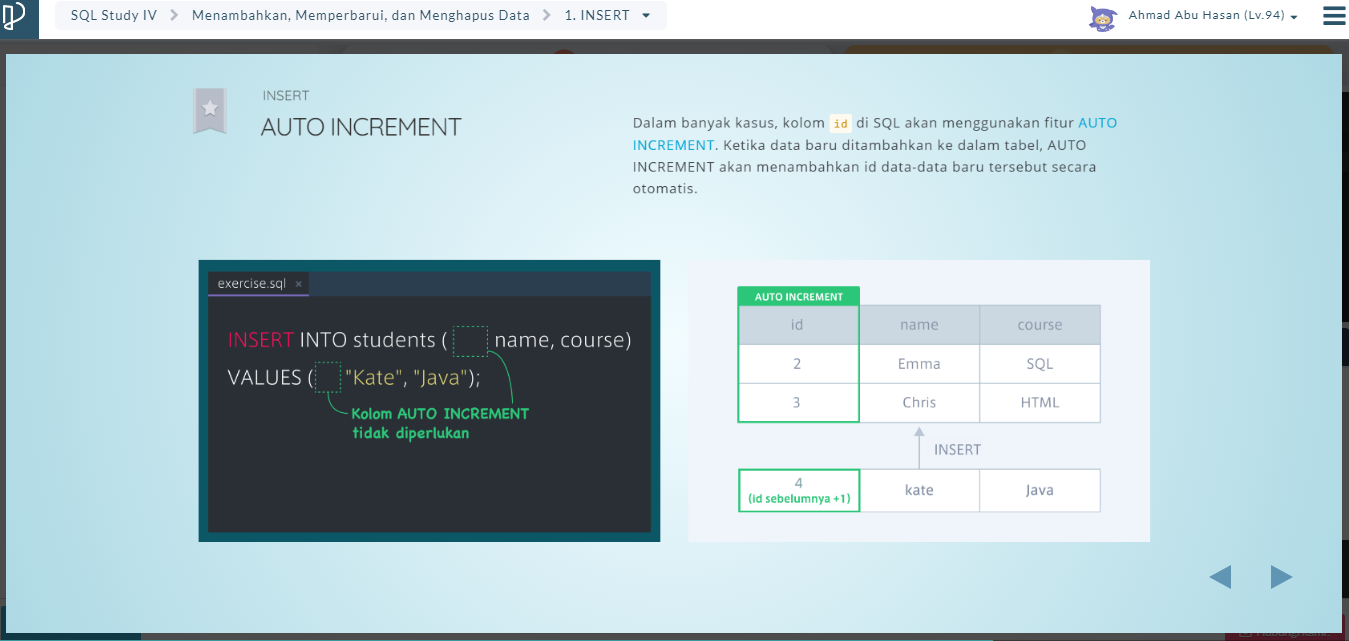 SQL Study IV
Menambahkan, Memperbarui, dan Menghapus Data
1. INSERT
Ahmad Abu Hasan (Lv.94)
INSERT
AUTO INCREMENT
Dalam banyak kasus, kolom id di SQL akan menggunakan fitur AUTO
INCREMENT. Ketika data baru ditambahkan ke dalam tabel, AUTO
INCREMENT akan menambahkan id data-data baru tersebut secara
otomatis.
exercise.sql ×
INSERT INTO students ( name, course)
VALUES ( "Kate", "Java");
Kolom AUTO INCREMENT
tidak diperlukan
AUTO INCREMENT
id name course
2 Emma SQL
3 Chris HTML
INSERT
4 kate Java
(id sebelumnya +1)